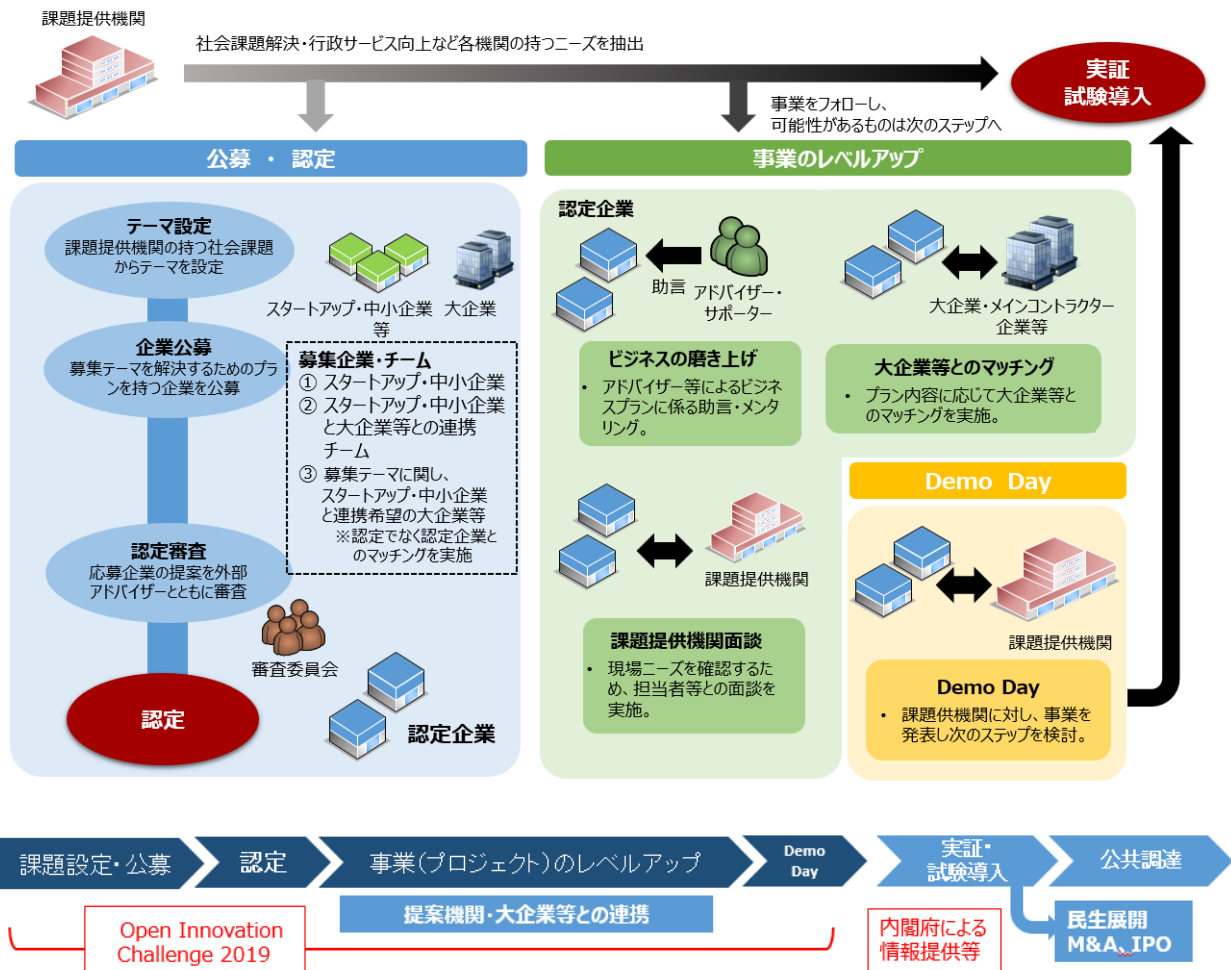 課題提供機関
社会課題解決・行政サービス向上など各機関の持つニーズを抽出
実証
試験導入
事業をフォローし、
可能性があるものは次のステップへ
公募 ・ 認定
テーマ設定
課題提供機関の持つ社会課題
からテーマを設定
スタートアップ・中小企業
等
大企業
企業公募
募集テーマを解決するためのプラ
ンを持つ企業を公募
募集企業・チーム
① スタートアップ・中小企業
② スタートアップ・中小企業
と大企業等との連携
チーム
③ 募集テーマに関し、
スタートアップ・中小企業
と連携希望の大企業等
※認定でなく認定企業と
のマッチングを実施
認定審査
応募企業の提案を外部
アドバイザーとともに審査
審査委員会
認定
認定企業
事業のレベルアップ
認定企業
助言
アドバイザー・
サポーター
ビジネスの磨き上げ
• アドバイザー等によるビジネ
スプランに係る助言・メンタ
リング。
大企業・メインコントラクター
企業等
大企業等とのマッチング
• プラン内容に応じて大企業等と
のマッチングを実施。
課題提供機関
課題提供機関面談
• 現場ニーズを確認するた
め、担当者等との面談を
実施。
Demo Day
課題提供機関
Demo Day
• 課題供機関に対し、事業を
発表し次のステップを検討。
課題設定・公募
認定
事業(プロジェクト)のレベルアップ
Demo
Day
実証・
試験導入
公共調達
提案機関・大企業等との連携
Open Innovation
Challenge 2019
内閣府による
情報提供等
民生展開
M&A、IPO